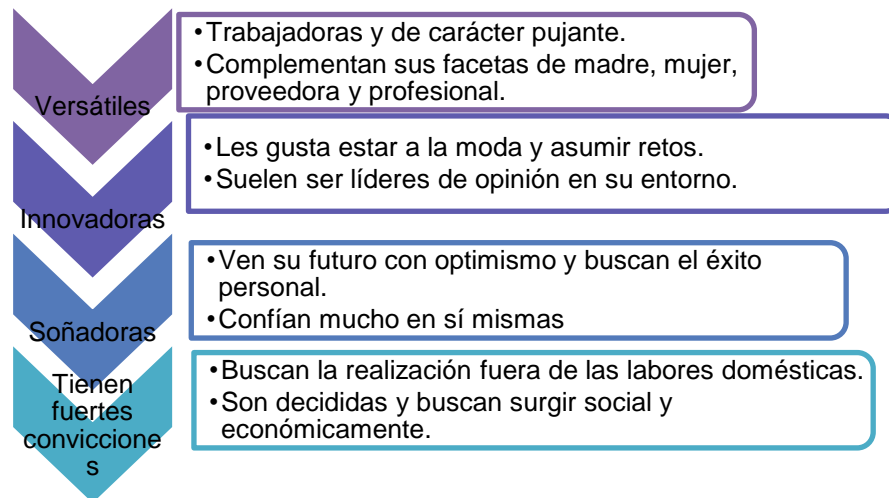 Versátiles
•Trabajadoras y de carácter pujante.
•Complementan sus facetas de madre, mujer,
proveedora y profesional.
Innovadoras
•Les gusta estar a la moda y asumir retos.
•Suelen ser líderes de opinión en su entorno.
Soñadoras
•Ven su futuro con optimismo y buscan el éxito
personal.
•Confían mucho en sí mismas
Tienen
fuertes
conviccione
s
•Buscan la realización fuera de las labores domésticas.
•Son decididas y buscan surgir social y
económicamente.